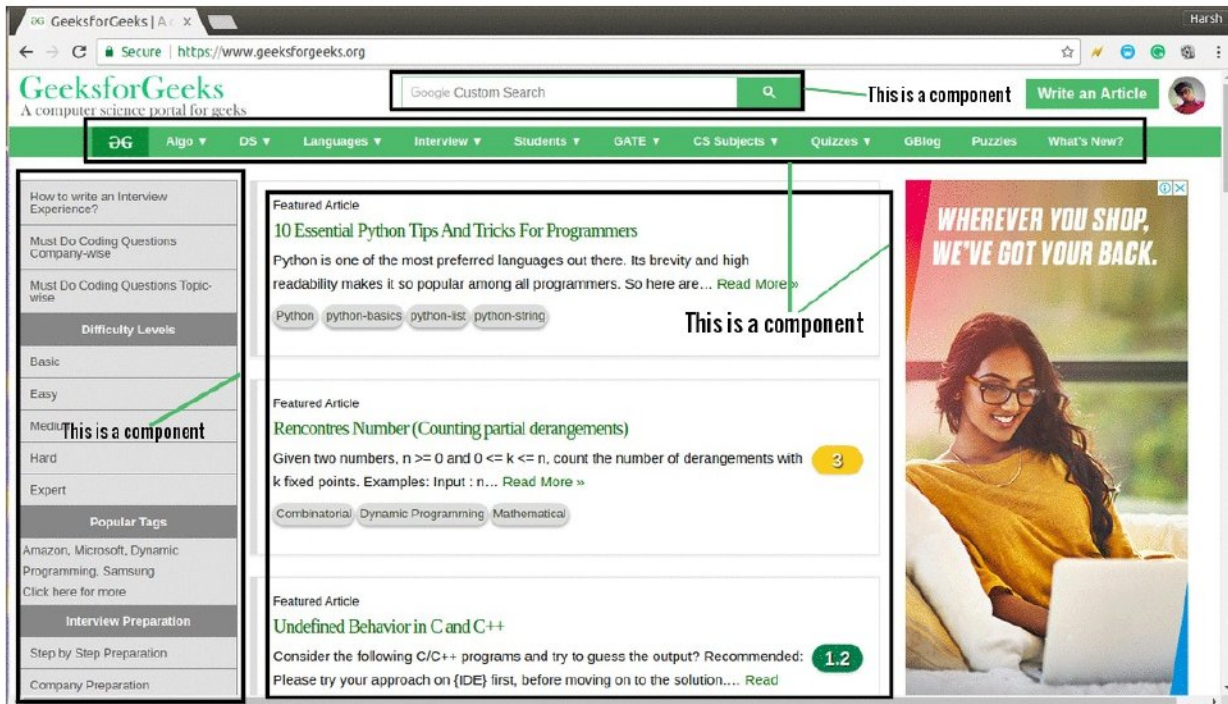 GeeksforGeeks | A c
Harsh
Secure | https://www.geeksforgeeks.org
GeeksforGeeks
A computer science portal for geeks
Google Custom Search
This is a component
Write an Article
Algo ▼ DS ▼ Languages ▼ Interview ▼ Students ▼ GATE ▼ CS Subjects ▼ Quizzes ▼ GBlog Puzzles What's New?
How to write an Interview
Experience?
Must Do Coding Questions
Company-wise
Must Do Coding Questions Topic-
wise
Difficulty Levels
Basic
Easy
Medium
This is a component
Hard
Expert
Popular Tags
Amazon, Microsoft, Dynamic
Programming, Samsung
Click here for more
Interview Preparation
Step by Step Preparation
Company Preparation
Featured Article
10 Essential Python Tips And Tricks For Programmers
Python is one of the most preferred languages out there. Its brevity and high
readability makes it so popular among all programmers. So here are... Read More »
Python python-basics python-list python-string
This is a component
Featured Article
Rencontres Number (Counting partial derangements)
Given two numbers, n >= 0 and 0 <= k <= n, count the number of derangements with
k fixed points. Examples: Input : n... Read More »
3
Combinatorial Dynamic Programming Mathematical
Featured Article
Undefined Behavior in C and C++
Consider the following C/C++ programs and try to guess the output? Recommended:
Please try your approach on {IDE} first, before moving on to the solution.... Read
1.2
WHEREVER YOU SHOP,
WE'VE GOT YOUR BACK.